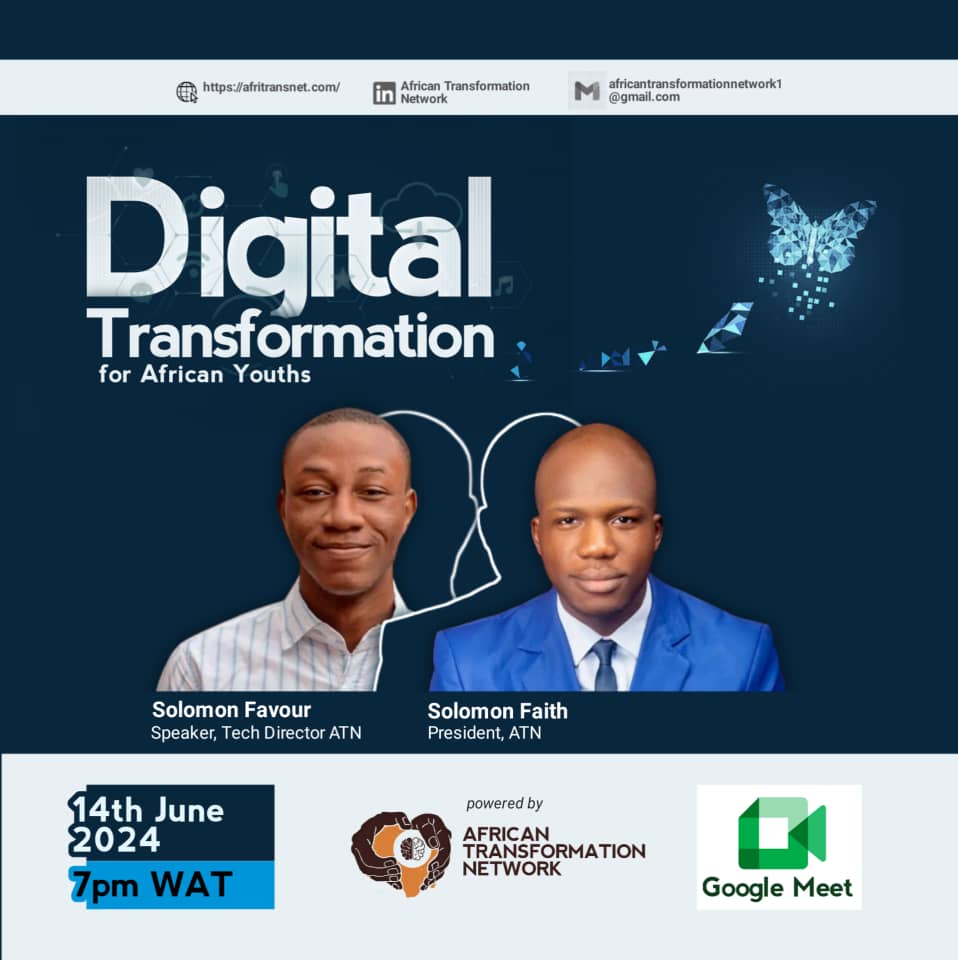 https://afritransnet.com/
African Transformation
Network
africantransformationnetwork1
@gmail.com
Digital
Transformation
for African Youths
Solomon Favour
Speaker, Tech Director ATN
Solomon Faith
President, ATN
14th June
2024
7pm WAT
powered by
AFRICAN
TRANSFORMATION
NETWORK
Google Meet